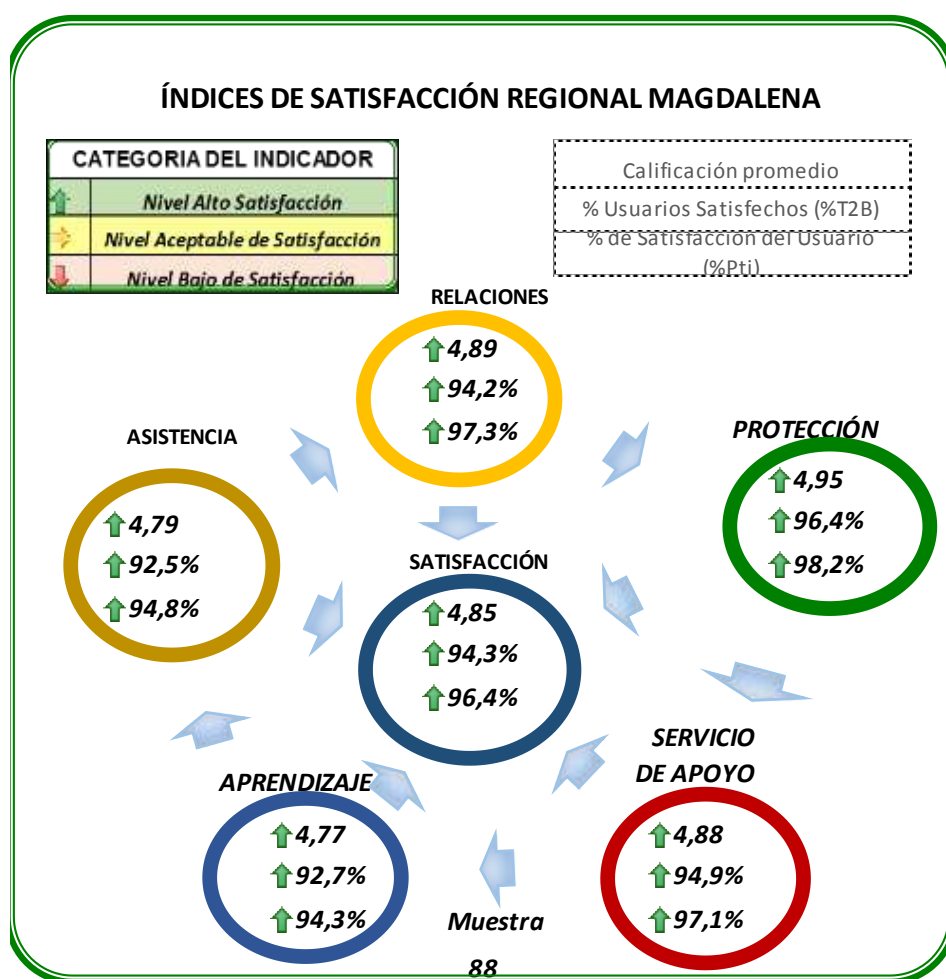 ÍNDICES DE SATISFACCIÓN REGIONAL MAGDALENA
CATEGORIA DEL INDICADOR
Nivel Alto Satisfacción
Nivel Aceptable de Satisfacción
Nivel Bajo de Satisfacción
Calificación promedio
% Usuarios Satisfechos (%T2B)
% de Satisfacción del Usuario
(%Pti)
RELACIONES
4,89
94,2%
97,3%
ASISTENCIA
4,79
92,5%
94,8%
PROTECCIÓN
4,95
96,4%
98,2%
SATISFACCIÓN
4,85
94,3%
96,4%
APRENDIZAJE
4,77
92,7%
94,3%
SERVICIO
DE APOYO
4,88
94,9%
97,1%
Muestra
88